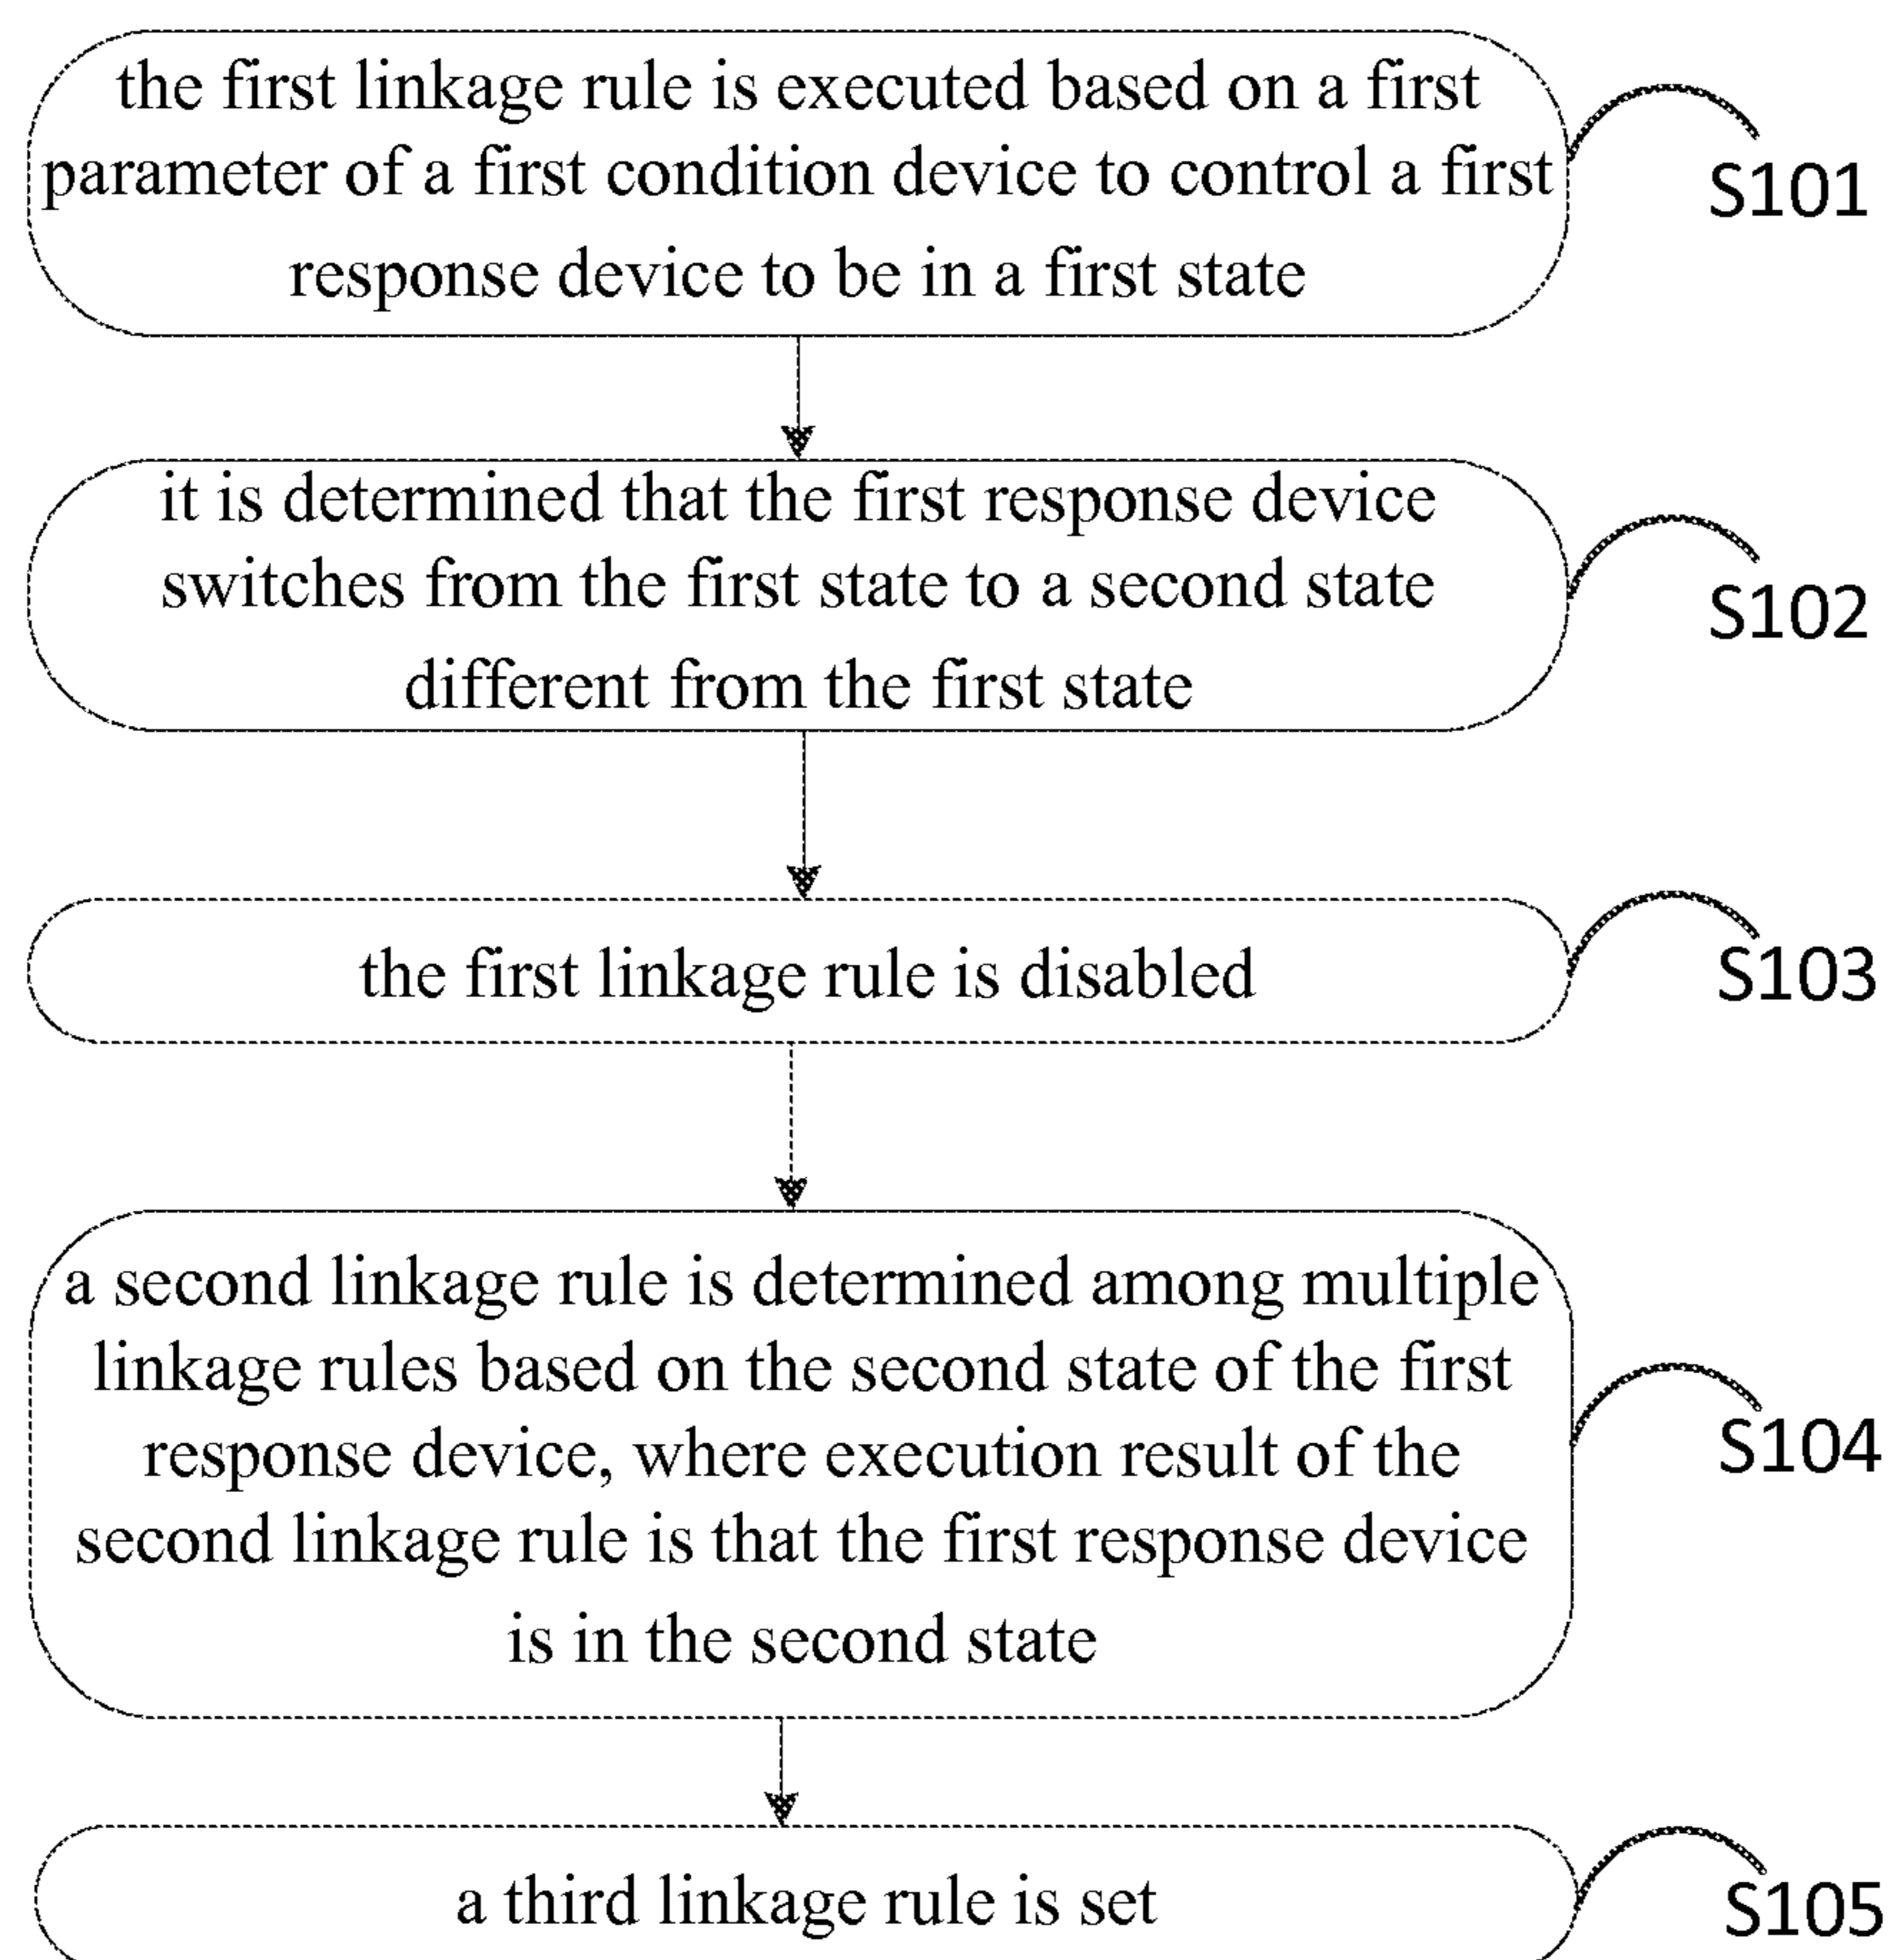 the first linkage rule is executed based on a first
parameter of a first condition device to control a first
response device to be in a first state
S101
it is determined that the first response device
switches from the first state to a second state
different from the first state
S102
the first linkage rule is disabled
S103
a second linkage rule is determined among multiple
linkage rules based on the second state of the first
response device, where execution result of the
second linkage rule is that the first response device
is in the second state
S104
a third linkage rule is set
S105